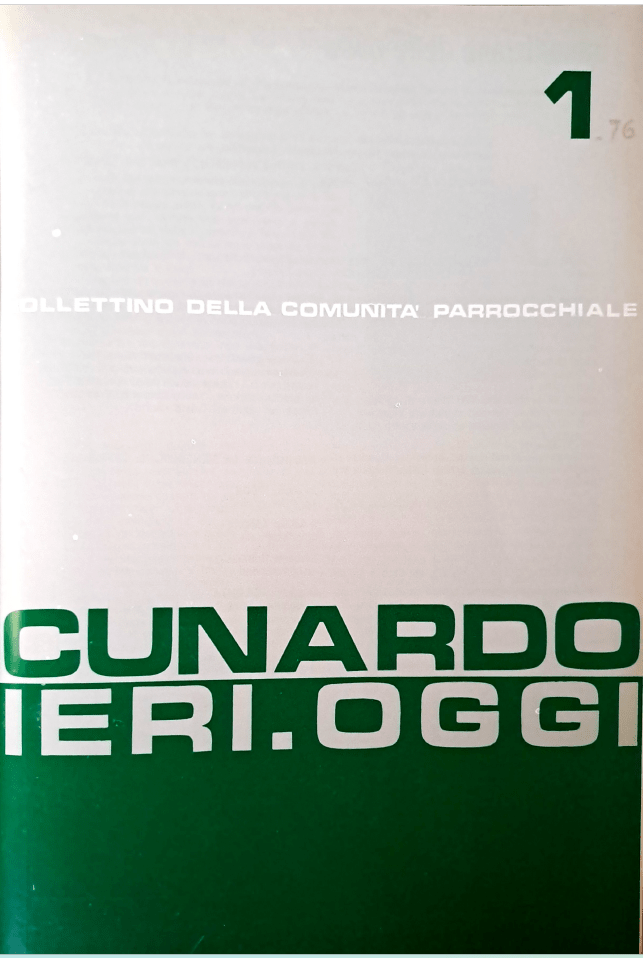 1
.76
OLLETTINO DELLA COMUNITA' PARROCCHIALE
CUNARDO
IERI.OGGI